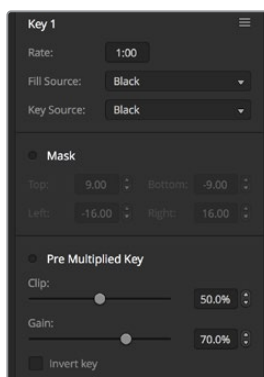 Key 1
Rate: 1:00
Fill Source: Black
Key Source: Black
Mask
Top: 9.00 Bottom: -9.00
Left: -16.00 Right: 16.00
Pre Multiplied Key
Clip:
50.0%
Gain:
70.0%
Invert key